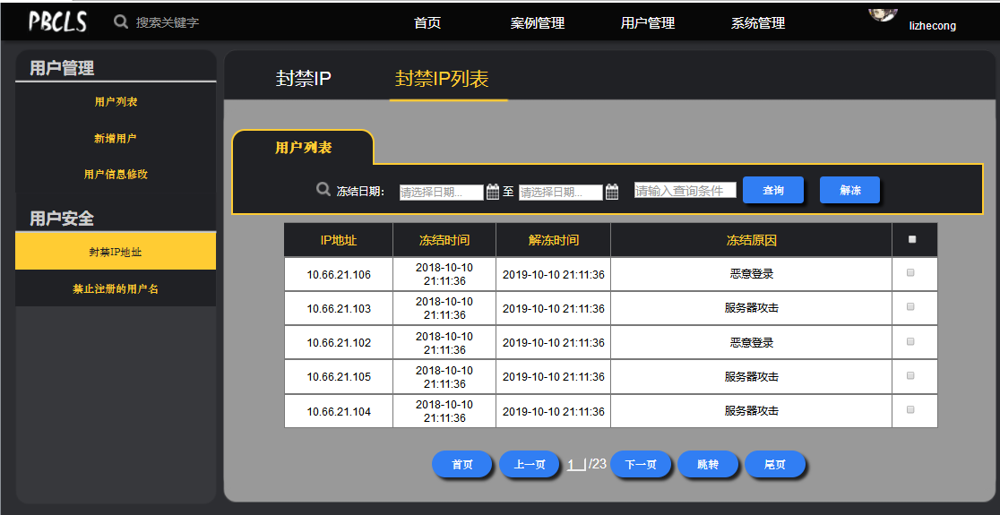 PBCLS 搜索关键字 首页 案例管理 用户管理 系统管理 lizhecong
用户管理
用户列表
新增用户
用户信息修改
用户安全
封禁IP地址
禁止注册的用户名
封禁IP 封禁IP列表
用户列表
冻结日期: 请选择日期... 至 请选择日期... 请输入查询条件 查询 解冻
IP地址 冻结时间 解冻时间 冻结原因
10.66.21.106 2018-10-10 21:11:36 2019-10-10 21:11:36 恶意登录
10.66.21.103 2018-10-10 21:11:36 2019-10-10 21:11:36 服务器攻击
10.66.21.102 2018-10-10 21:11:36 2019-10-10 21:11:36 恶意登录
10.66.21.105 2018-10-10 21:11:36 2019-10-10 21:11:36 服务器攻击
10.66.21.104 2018-10-10 21:11:36 2019-10-10 21:11:36 服务器攻击
首页 上一页 1 /23 下一页 跳转 尾页